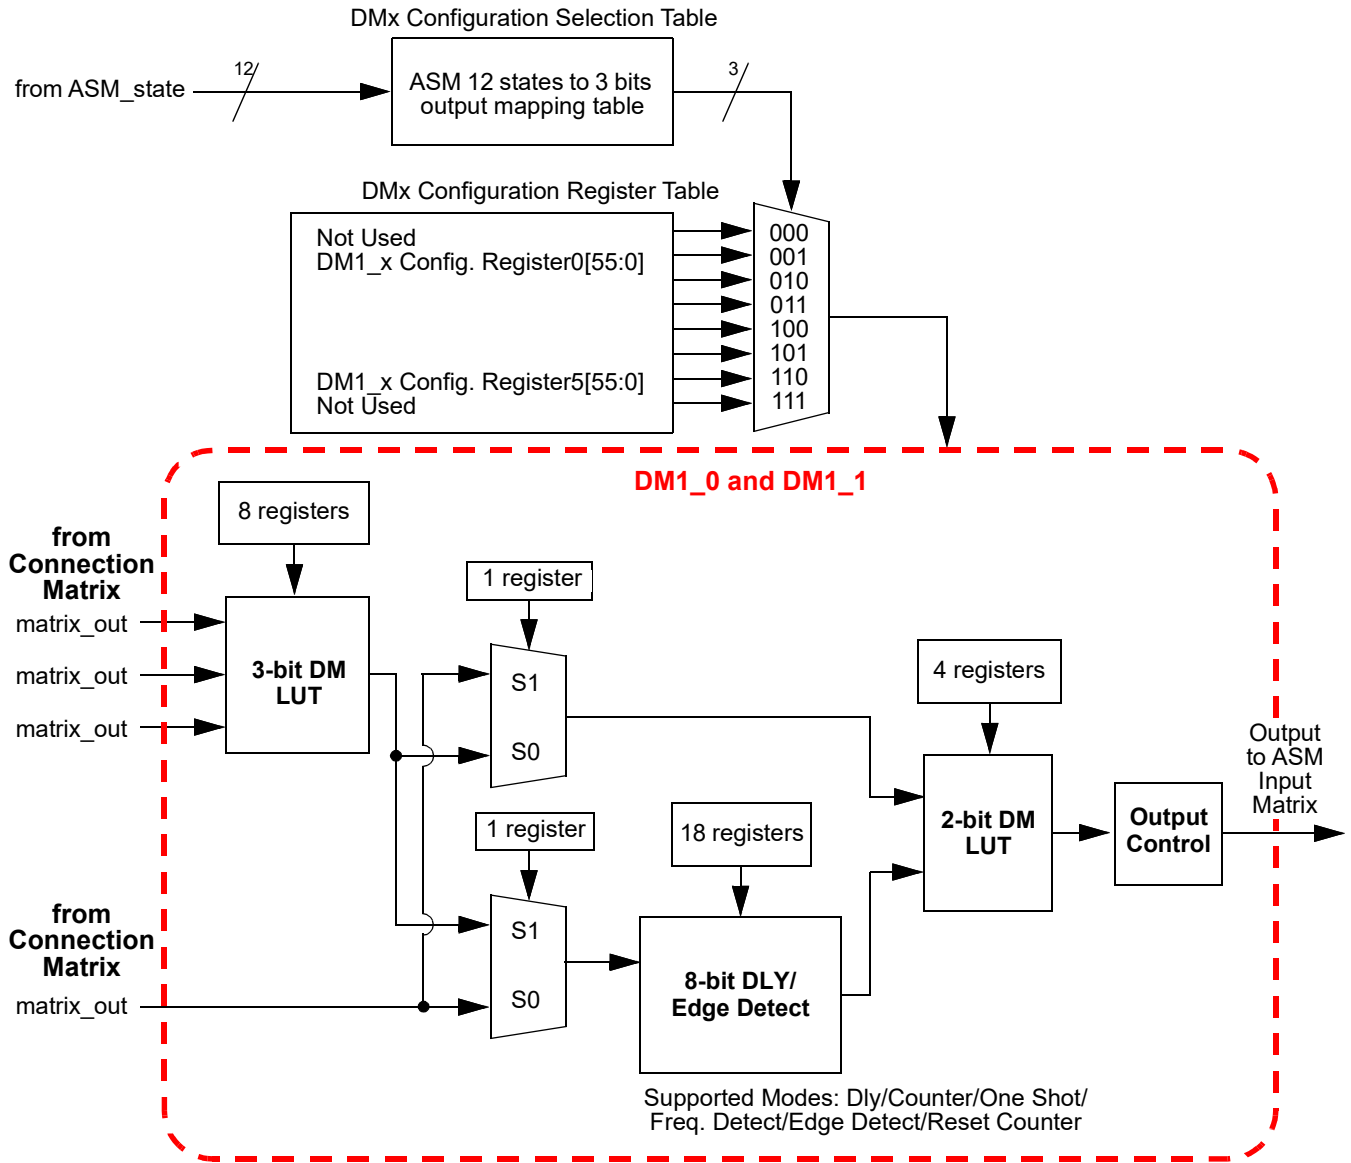 DMx Configuration Selection Table
from ASM_state
12
ASM 12 states to 3 bits
output mapping table
3
DMx Configuration Register Table
Not Used
DM1_x Config. Register0[55:0]
DM1_x Config. Register5[55:0]
Not Used
000
001
010
011
100
101
110
111
DM1_0 and DM1_1
8 registers
from
Connection
Matrix
matrix_out
matrix_out
matrix_out
3-bit DM
LUT
1 register
S1
S0
4 registers
1 register
18 registers
2-bit DM
LUT
Output
Control
Output
to ASM
Input
Matrix
from
Connection
Matrix
matrix_out
S1
S0
8-bit DLY/
Edge Detect
Supported Modes: Dly/Counter/One Shot/
Freq. Detect/Edge Detect/Reset Counter